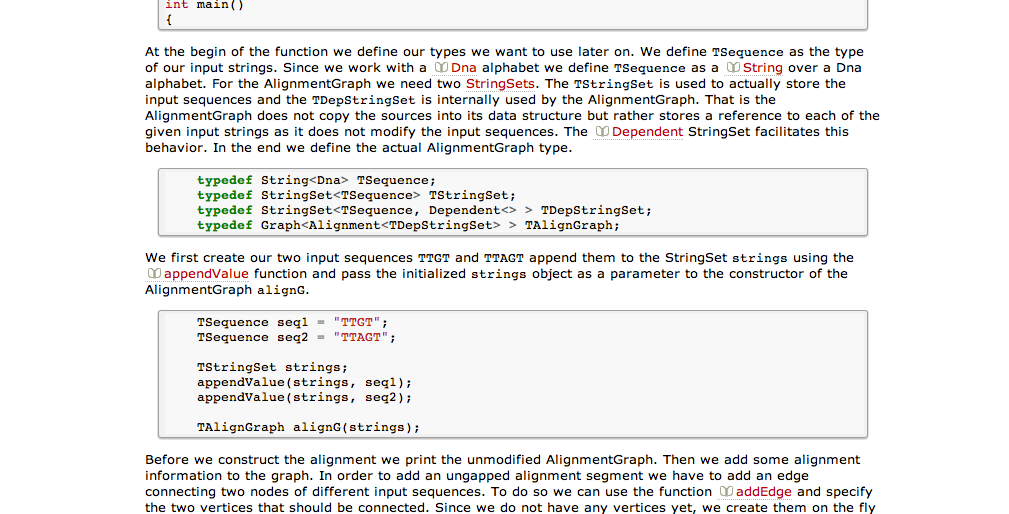 int main()
{
At the begin of the function we define our types we want to use later on. We define TSequence as the type
of our input strings. Since we work with a Dna alphabet we define TSequence as a String over a Dna
alphabet. For the AlignmentGraph we need two StringSets. The TStringSet is used to actually store the
input sequences and the TDepStringSet is internally used by the AlignmentGraph. That is the
AlignmentGraph does not copy the sources into its data structure but rather stores a reference to each of the
given input strings as it does not modify the input sequences. The Dependent StringSet facilitates this
behavior. In the end we define the actual AlignmentGraph type.
typedef String<Dna> TSequence;
typedef StringSet<TSequence> TStringSet;
typedef StringSet<TSequence, Dependent<> > TDepStringSet;
typedef Graph<Alignment<TDepStringSet> > TAlignGraph;
We first create our two input sequences TTGT and TTAGT append them to the StringSet strings using the
appendValue function and pass the initialized strings object as a parameter to the constructor of the
AlignmentGraph alignG.
TSequence seq1 = "TTGT";
TSequence seq2 = "TTAGT";
TStringSet strings;
appendValue(strings, seq1);
appendValue(strings, seq2);
TAlignGraph alignG(strings);
Before we construct the alignment we print the unmodified AlignmentGraph. Then we add some alignment
information to the graph. In order to add an ungapped alignment segment we have to add an edge
connecting two nodes of different input sequences. To do so we can use the function addEdge and specify
the two vertices that should be connected. Since we do not have any vertices yet, we create them on the fly